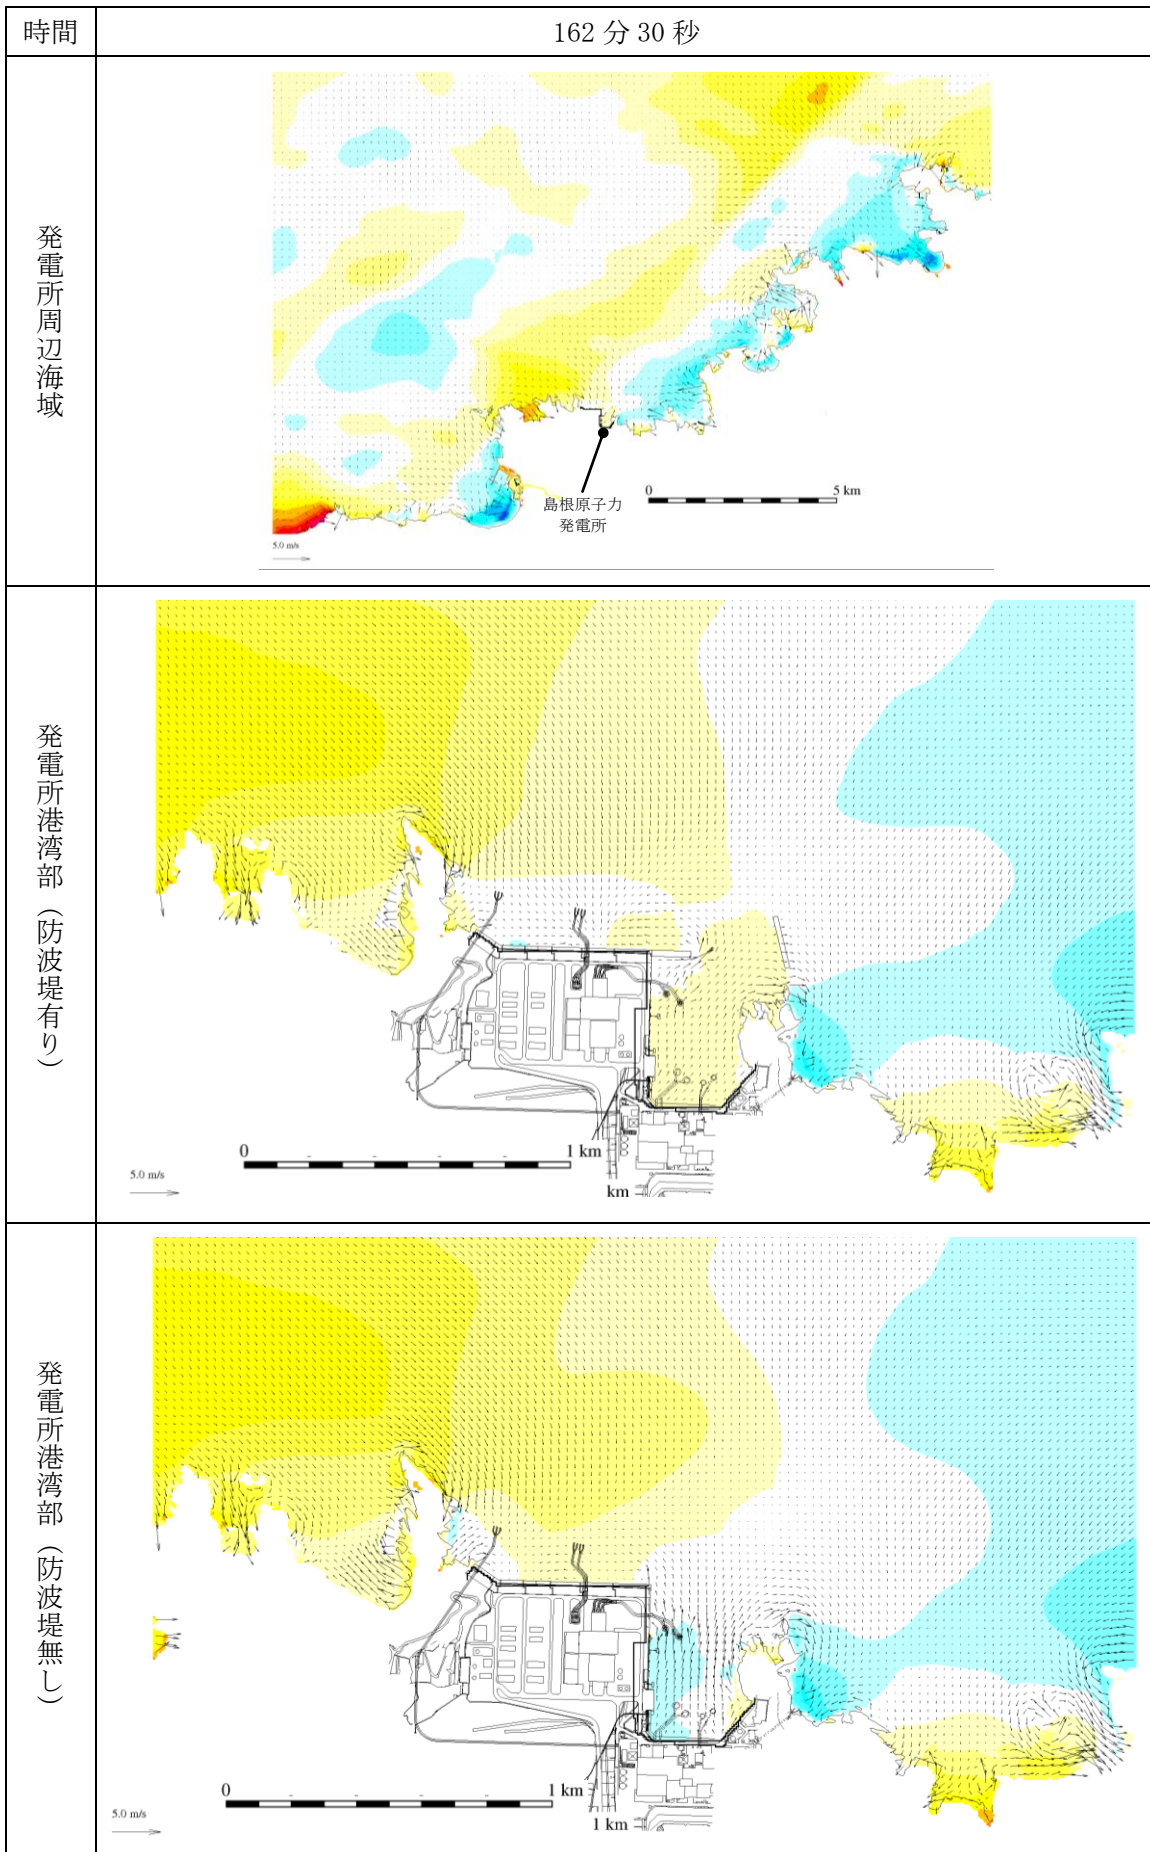 時間
162 分 30 秒
発電所周辺海域
島根原子力
発電所
0
5 km
5.0 m/s
発電所港湾部（防波堤有り）
0
1 km
5.0 m/s
km
発電所港湾部（防波堤無し）
0
1 km
5.0 m/s
1 km